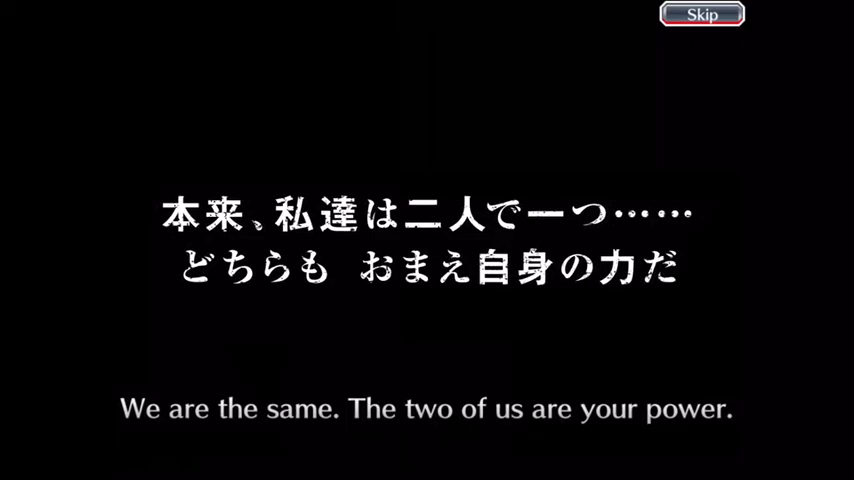 Skip
本来、私達は二人で一つ……
どちらも おまえ自身の力だ
We are the same. The two of us are your power.